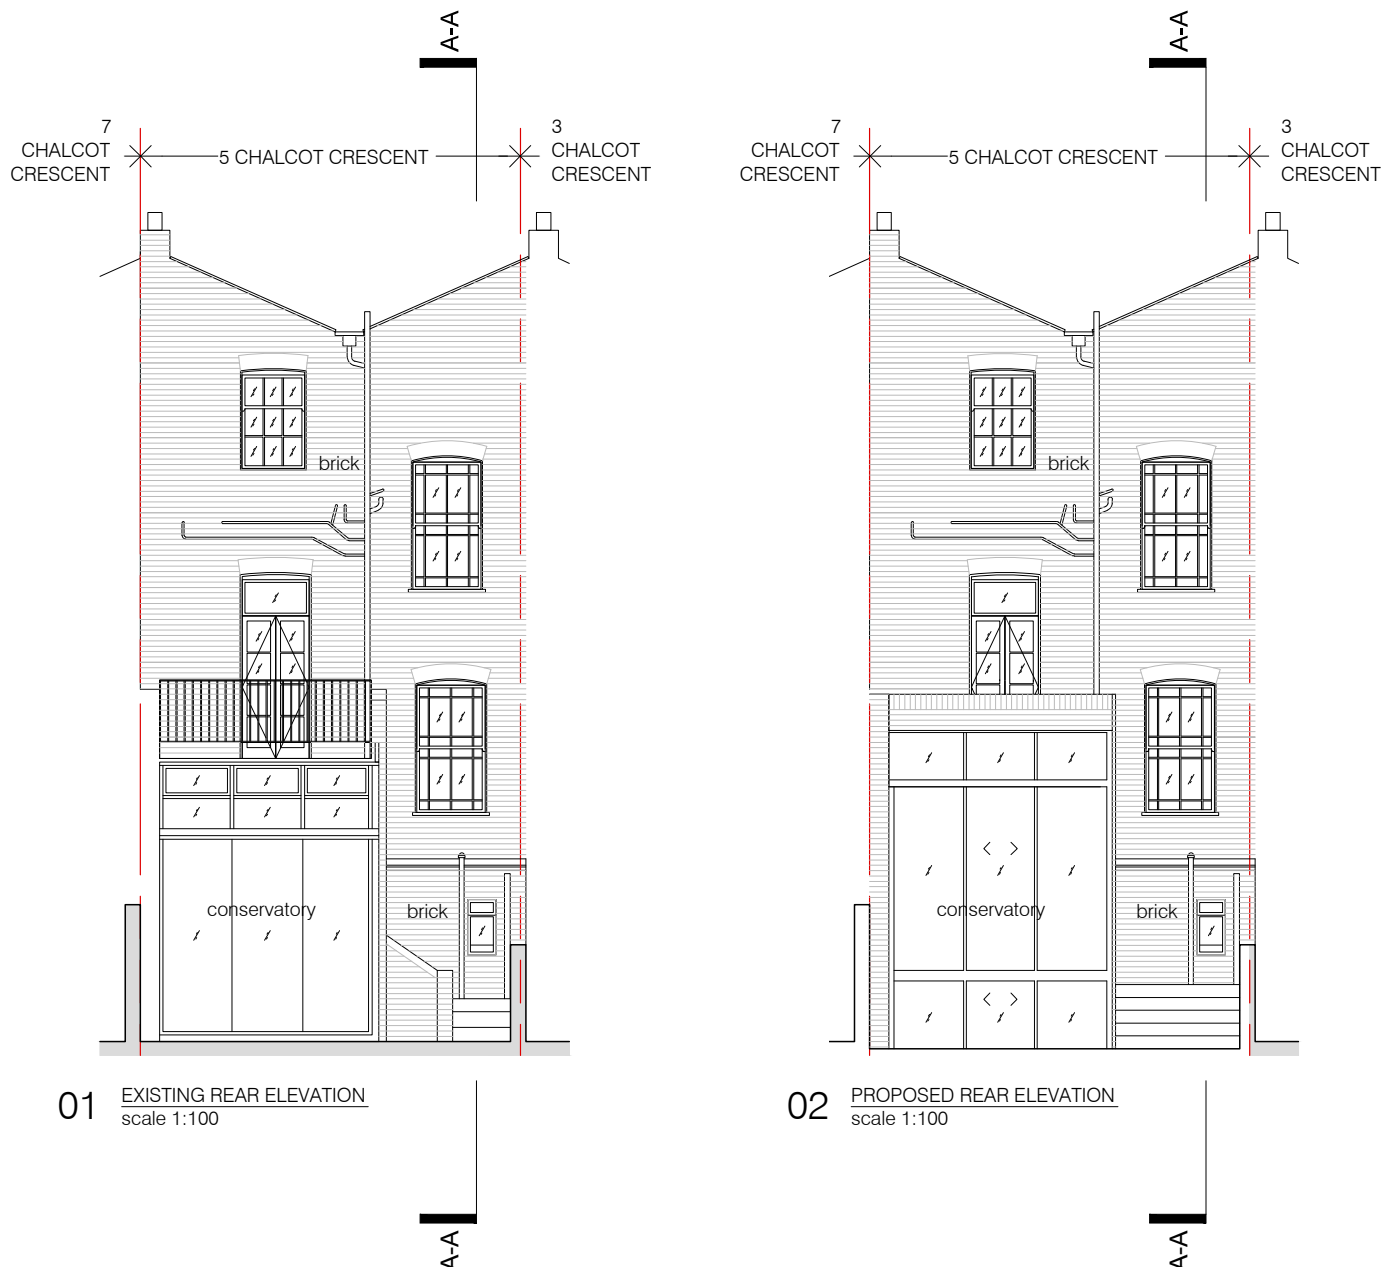 A-A
A-A
7
CHALCOT
CRESCENT
5 CHALCOT CRESCENT
3
CHALCOT
CRESCENT
7
CHALCOT
CRESCENT
5 CHALCOT CRESCENT
3
CHALCOT
CRESCENT
brick
brick
conservatory
brick
conservatory
brick
01 EXISTING REAR ELEVATION
scale 1:100
02 PROPOSED REAR ELEVATION
scale 1:100
A-A
A-A